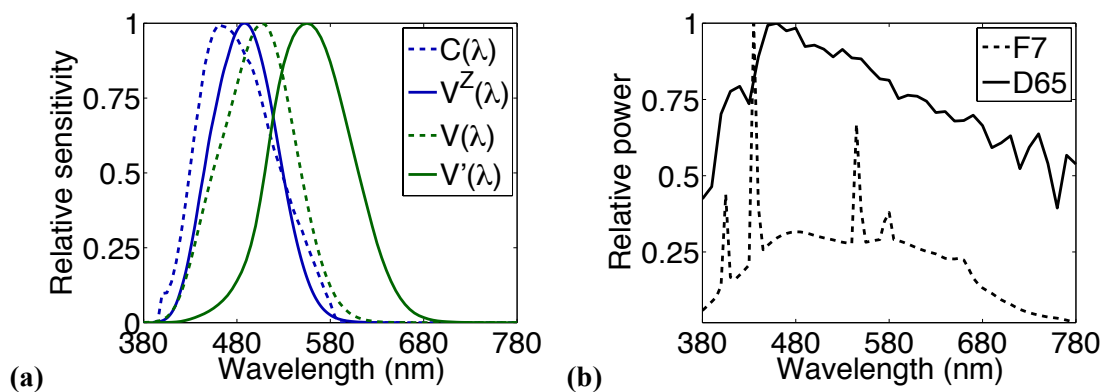 (a)
Relative sensitivity
1
0.75
0.5
0.25
0
380
480
580
680
780
Wavelength (nm)
C(λ)
V^Z(λ)
V(λ)
V'(λ)
(b)
Relative power
1
0.75
0.5
0.25
380
480
580
680
780
Wavelength (nm)
F7
D65